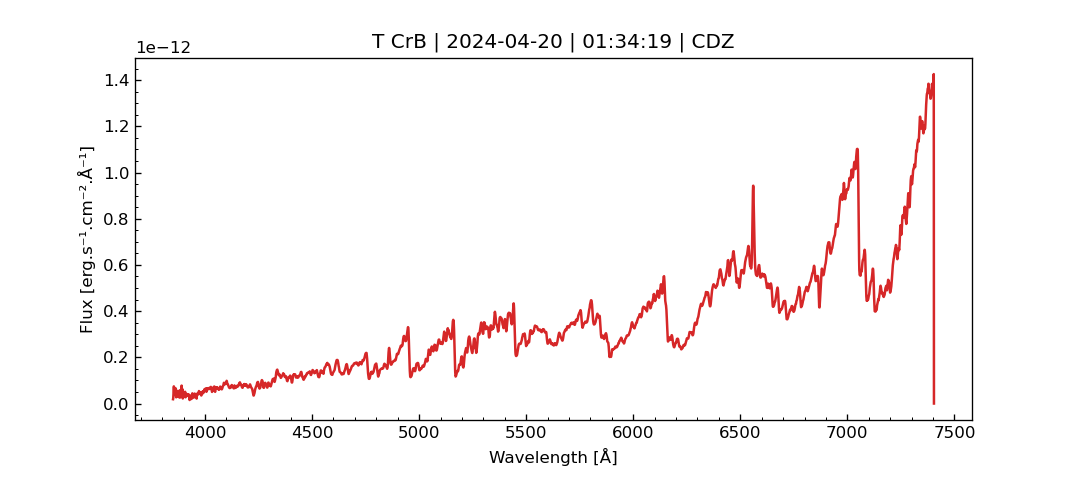 T CrB | 2024-04-20 | 01:34:19 | CDZ
1e−12
Flux [erg.s⁻¹.cm⁻².Å⁻¹]
1.4
1.2
1.0
0.8
0.6
0.4
0.2
0.0
4000 4500 5000 5500 6000 6500 7000 7500
Wavelength [Å]